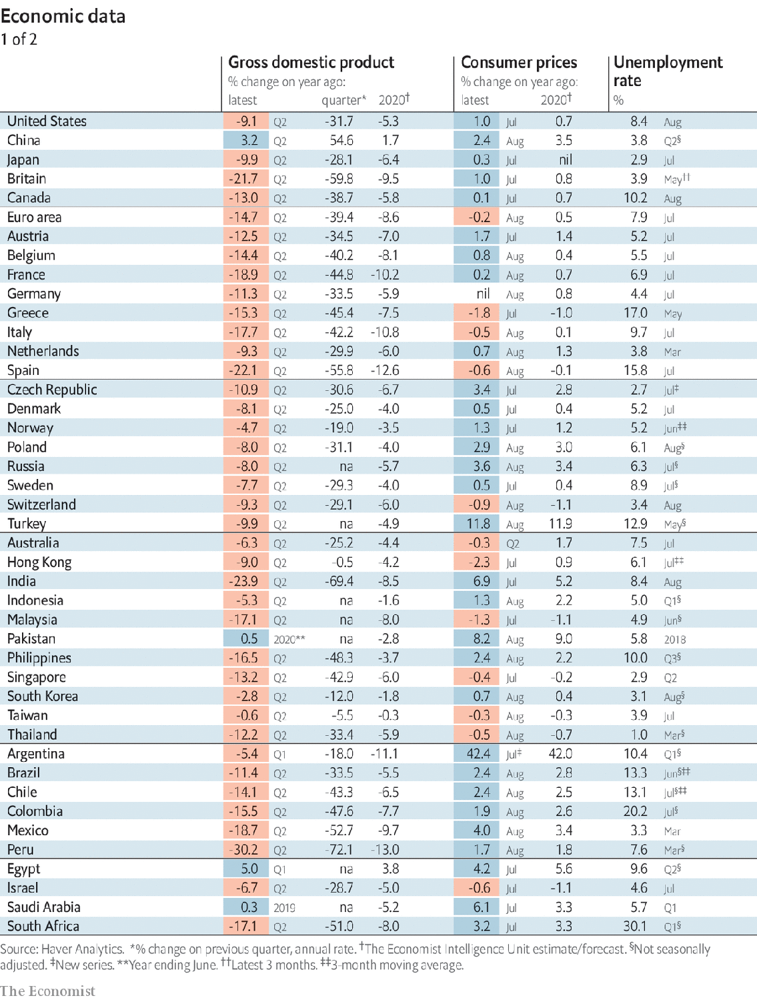 Economic data
1 of 2
Gross domestic product Consumer prices Unemployment
% change on year ago: % change on year ago: rate
latest quarter* 2020† latest 2020† %
United States -9.1 Q2 -31.7 -5.3 1.0 Jul 0.7 8.4 Aug
China 3.2 Q2 54.6 1.7 2.4 Aug 3.5 3.8 Q2§
Japan -9.9 Q2 -28.1 -6.4 0.3 Jul nil 2.9 Jul
Britain -21.7 Q2 -59.8 -9.5 1.0 Jul 0.8 3.9 May††
Canada -13.0 Q2 -38.7 -5.8 0.1 Jul 0.7 10.2 Aug
Euro area -14.7 Q2 -39.4 -8.6 -0.2 Aug 0.5 7.9 Jul
Austria -12.5 Q2 -34.5 -7.0 1.7 Jul 1.4 5.2 Jul
Belgium -14.4 Q2 -40.2 -8.1 0.8 Aug 0.4 5.5 Jul
France -18.9 Q2 -44.8 -10.2 0.2 Aug 0.7 6.9 Jul
Germany -11.3 Q2 -33.5 -5.9 nil Aug 0.8 4.4 Jul
Greece -15.3 Q2 -45.4 -7.5 -1.8 Jul -1.0 17.0 May
Italy -17.7 Q2 -42.2 -10.8 -0.5 Aug 0.1 9.7 Jul
Netherlands -9.3 Q2 -29.9 -6.0 0.7 Aug 1.3 3.8 Mar
Spain -22.1 Q2 -55.8 -12.6 -0.6 Aug -0.1 15.8 Jul
Czech Republic -10.9 Q2 -30.6 -6.7 3.4 Jul 2.8 2.7 Jul‡
Denmark -8.1 Q2 -25.0 -4.0 0.5 Jul 0.4 5.2 Jul
Norway -4.7 Q2 -19.0 -3.5 1.3 Jul 1.2 5.2 Jun‡‡
Poland -8.0 Q2 -31.1 -4.0 2.9 Aug 3.0 6.1 Aug§
Russia -8.0 Q2 na -5.7 3.6 Aug 3.4 6.3 Jul§
Sweden -7.7 Q2 -29.3 -4.0 0.5 Jul 0.4 8.9 Jul§
Switzerland -9.3 Q2 -29.1 -6.0 -0.9 Aug -1.1 3.4 Aug
Turkey -9.9 Q2 na -4.9 11.8 Aug 11.9 12.9 May§
Australia -6.3 Q2 -25.2 -4.4 -0.3 Q2 1.7 7.5 Jul
Hong Kong -9.0 Q2 -0.5 -4.2 -2.3 Jul 0.9 6.1 Jul‡‡
India -23.9 Q2 -69.4 -8.5 6.9 Jul 5.2 8.4 Aug
Indonesia -5.3 Q2 na -1.6 1.3 Aug 2.2 5.0 Q1§
Malaysia -17.1 Q2 na -8.0 -1.3 Jul -1.1 4.9 Jun§
Pakistan 0.5 2020** na -2.8 8.2 Aug 9.0 5.8 2018
Philippines -16.5 Q2 -48.3 -3.7 2.4 Aug 2.2 10.0 Q3§
Singapore -13.2 Q2 -42.9 -6.0 -0.4 Jul -0.2 2.9 Q2
South Korea -2.8 Q2 -12.0 -1.8 0.7 Aug 0.4 3.1 Aug§
Taiwan -0.6 Q2 -5.5 -0.3 -0.3 Aug -0.3 3.9 Jul
Thailand -12.2 Q2 -33.4 -5.9 -0.5 Aug -0.7 1.0 Mar§
Argentina -5.4 Q1 -18.0 -11.1 42.4 Jul‡ 42.0 10.4 Q1§
Brazil -11.4 Q2 -33.5 -5.5 2.4 Aug 2.8 13.3 Jun§‡‡
Chile -14.1 Q2 -43.3 -6.5 2.4 Aug 2.5 13.1 Jul§‡‡
Colombia -15.5 Q2 -47.6 -7.7 1.9 Aug 2.6 20.2 Jul§
Mexico -18.7 Q2 -52.7 -9.7 4.0 Aug 3.4 3.3 Mar
Peru -30.2 Q2 -72.1 -13.0 1.7 Aug 1.8 7.6 Mar§
Egypt 5.0 Q1 na 3.8 4.2 Jul 5.6 9.6 Q2§
Israel -6.7 Q2 -28.7 -5.0 -0.6 Jul -1.1 4.6 Jul
Saudi Arabia 0.3 2019 na -5.2 6.1 Jul 3.3 5.7 Q1
South Africa -17.1 Q2 -51.0 -8.0 3.2 Jul 3.3 30.1 Q1§
Source: Haver Analytics. *% change on previous quarter, annual rate. †The Economist Intelligence Unit estimate/forecast. §Not seasonally
adjusted. ‡New series. **Year ending June. ††Latest 3 months. ‡‡3-month moving average.
The Economist